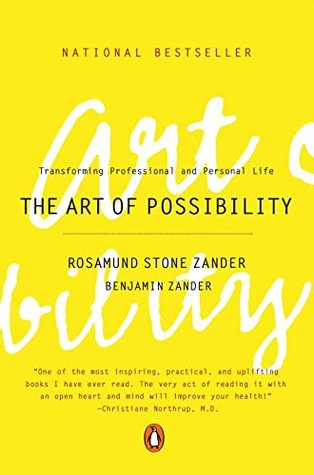 NATIONAL BESTSELLER
Art o
Transforming Professional and Personal Life
THE ART OF POSSIBILITY
ROSAMUND STONE ZANDER
BENJAMIN ZANDER
bility
"One of the most inspiring, practical, and uplifting
books I have ever read. The very act of reading it with
an open heart and mind will improve your health!"
—Christiane Northrup, M.D.